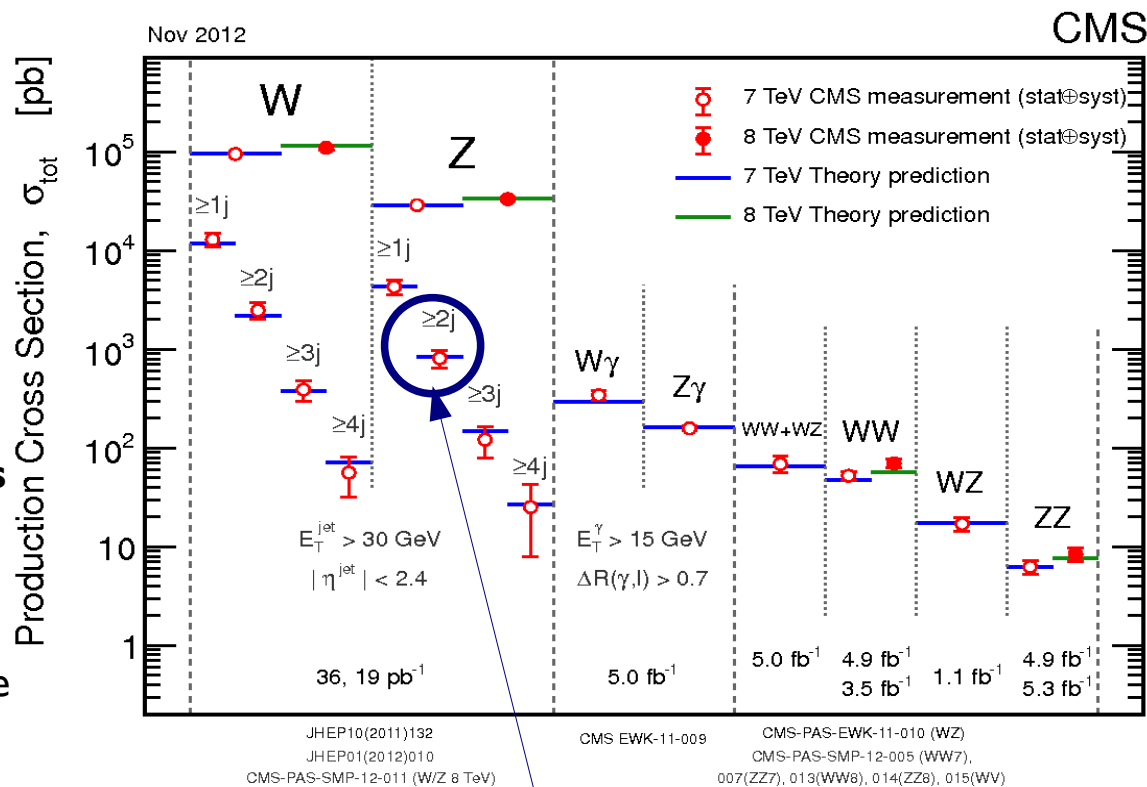 Nov 2012
CMS
Production Cross Section, σtot [pb]
10⁵
10⁴
10³
10²
10
1
W
Z
≥1j
≥2j
≥3j
≥4j
≥1j
≥2j
≥3j
≥4j
7 TeV CMS measurement (stat⊕syst)
8 TeV CMS measurement (stat⊕syst)
7 TeV Theory prediction
8 TeV Theory prediction
Wγ
Zγ
WW+WZ
WW
WZ
ZZ
E_T^jet > 30 GeV
| η^jet | < 2.4
E_T^γ > 15 GeV
ΔR(γ,l) > 0.7
36, 19 pb⁻¹
5.0 fb⁻¹
5.0 fb⁻¹
4.9 fb⁻¹
3.5 fb⁻¹
1.1 fb⁻¹
4.9 fb⁻¹
5.3 fb⁻¹
JHEP10(2011)132
JHEP01(2012)010
CMS-PAS-SMP-12-011 (W/Z 8 TeV)
CMS EWK-11-009
CMS-PAS-EWK-11-010 (WZ)
CMS-PAS-SMP-12-005 (WW7),
007(ZZ7), 013(WW8), 014(ZZ8), 015(WV)